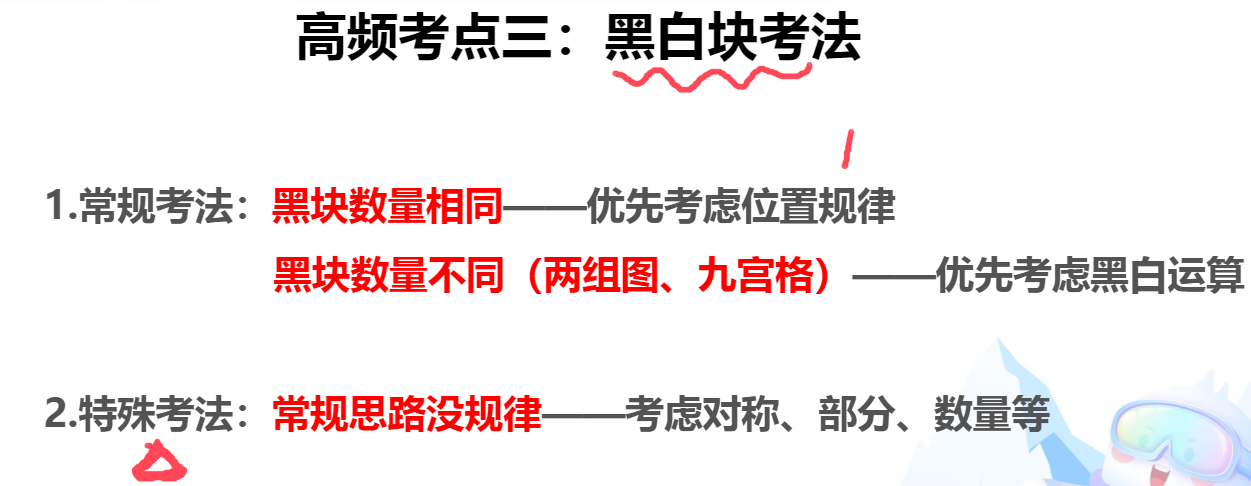 高频考点三：黑白块考法
1.常规考法：黑块数量相同——优先考虑位置规律
黑块数量不同（两组图、九宫格）——优先考虑黑白运算
2.特殊考法：常规思路没规律——考虑对称、部分、数量等